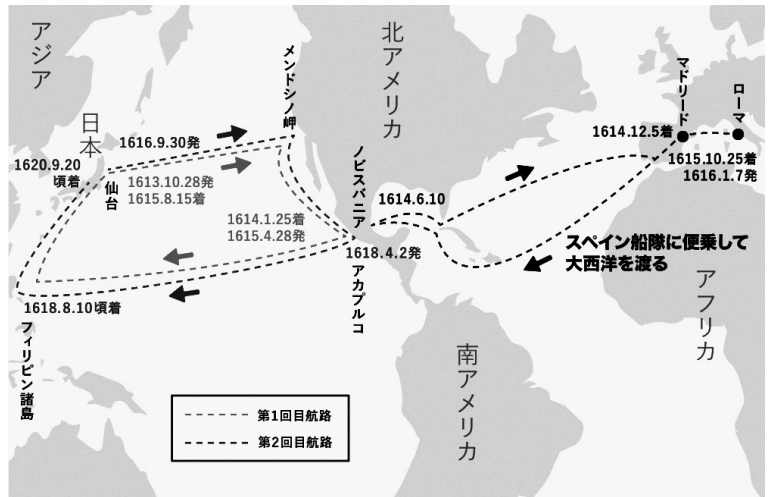 アジア
日本
北アメリカ
メンドシノ岬
マドリード
ローマ
1616.9.30発
1614.12.5着
1620.9.20
頃着
仙台
1613.10.28発
1615.8.15着
ノビスパニア
1615.10.25着
1616.1.7発
1614.6.10
1614.1.25着
1615.4.28発
1618.4.2発
スペイン船隊に便乗して
大西洋を渡る
アカプルコ
アフリカ
1618.8.10頃着
フィリピン諸島
南アメリカ
第1回目航路
第2回目航路